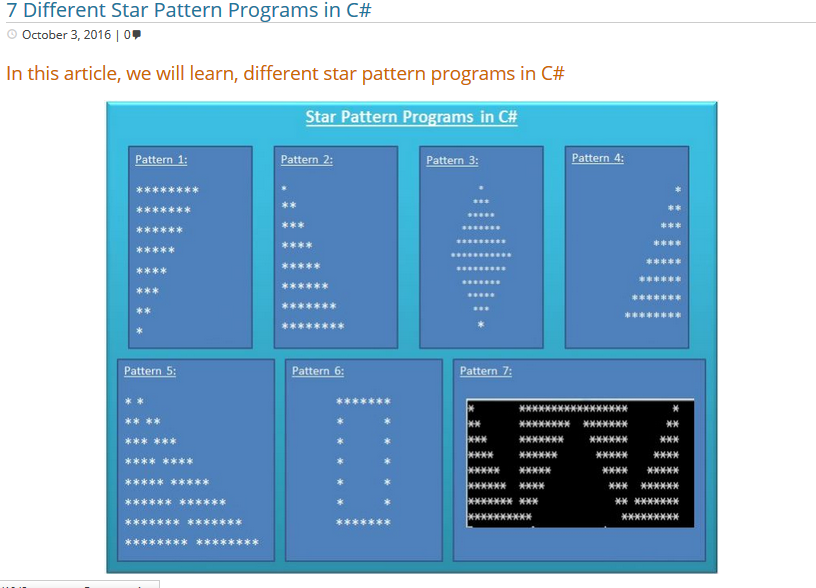 7 Different Star Pattern Programs in C#
October 3, 2016 | 0
In this article, we will learn, different star pattern programs in C#
Star Pattern Programs in C#
Pattern 1:
********
*******
******
*****
****
***
**
*
Pattern 2:
*
**
***
****
*****
******
*******
********
Pattern 3:
*
***
*****
*******
*********
***********
*********
*******
*****
***
*
Pattern 4:
*
**
***
****
*****
******
*******
********
Pattern 5:
* *
** **
*** ***
**** ****
***** *****
****** ******
******* *******
******** ********
Pattern 6:
*******
* *
* *
* *
* *
* *
*******
Pattern 7:
* ***************** *
** ******** ******* **
*** ******* ****** ***
**** ****** ***** ****
***** ***** **** *****
****** **** *** ******
******* *** ** *******
********** *********